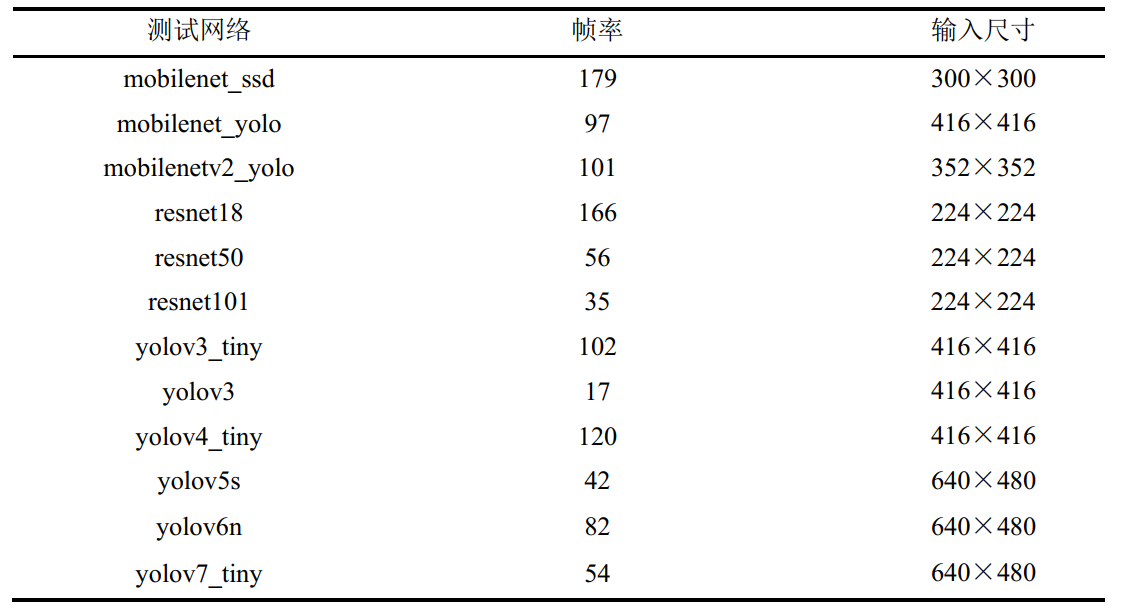 测试网络 帧率 输入尺寸
mobilenet_ssd 179 300×300
mobilenet_yolo 97 416×416
mobilenetv2_yolo 101 352×352
resnet18 166 224×224
resnet50 56 224×224
resnet101 35 224×224
yolov3_tiny 102 416×416
yolov3 17 416×416
yolov4_tiny 120 416×416
yolov5s 42 640×480
yolov6n 82 640×480
yolov7_tiny 54 640×480